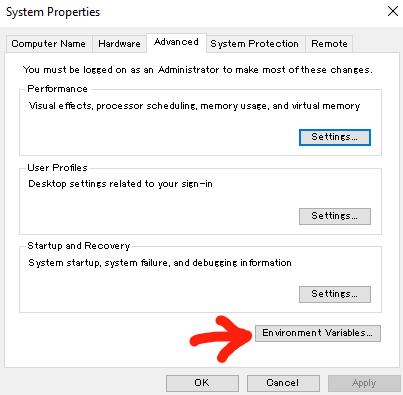 System Properties
Computer Name Hardware Advanced System Protection Remote
You must be logged on as an Administrator to make most of these changes.
Performance
Visual effects, processor scheduling, memory usage, and virtual memory
Settings...
User Profiles
Desktop settings related to your sign-in
Settings...
Startup and Recovery
System startup, system failure, and debugging information
Settings...
Environment Variables...
OK Cancel Apply